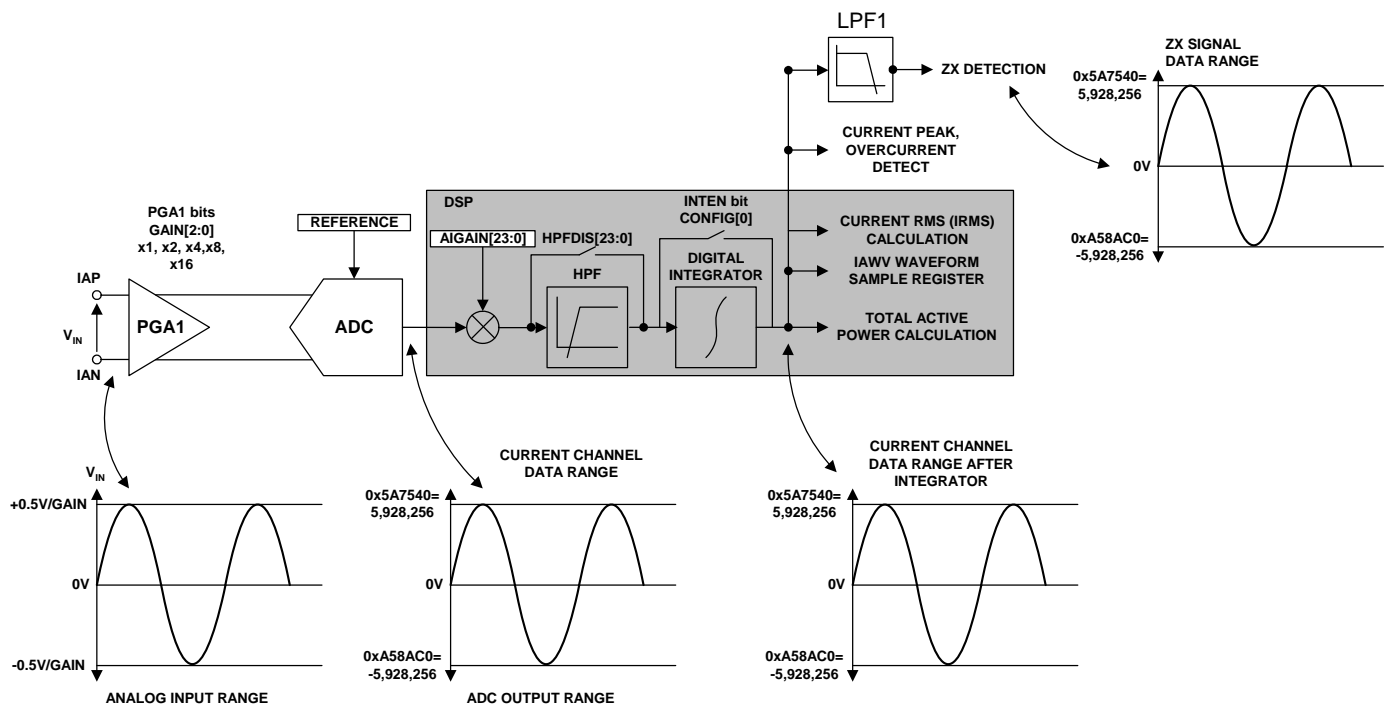 LPF1
ZX DETECTION
ZX SIGNAL
DATA RANGE
0x5A7540=
5,928,256
0V
0xA58AC0=
-5,928,256
CURRENT PEAK,
OVERCURRENT
DETECT
PGA1 bits
GAIN[2:0]
x1, x2, x4,x8,
x16
REFERENCE
DSP
AIGAIN[23:0]
HPFDIS[23:0]
INTEN bit
CONFIG[0]
HPF
DIGITAL
INTEGRATOR
CURRENT RMS (IRMS)
CALCULATION
IAWV WAVEFORM
SAMPLE REGISTER
TOTAL ACTIVE
POWER CALCULATION
IAP
VIN
IAN
PGA1
ADC
VIN
+0.5V/GAIN
0V
-0.5V/GAIN
ANALOG INPUT RANGE
CURRENT CHANNEL
DATA RANGE
0x5A7540=
5,928,256
0V
0xA58AC0=
-5,928,256
ADC OUTPUT RANGE
CURRENT CHANNEL
DATA RANGE AFTER
INTEGRATOR
0x5A7540=
5,928,256
0V
0xA58AC0=
-5,928,256